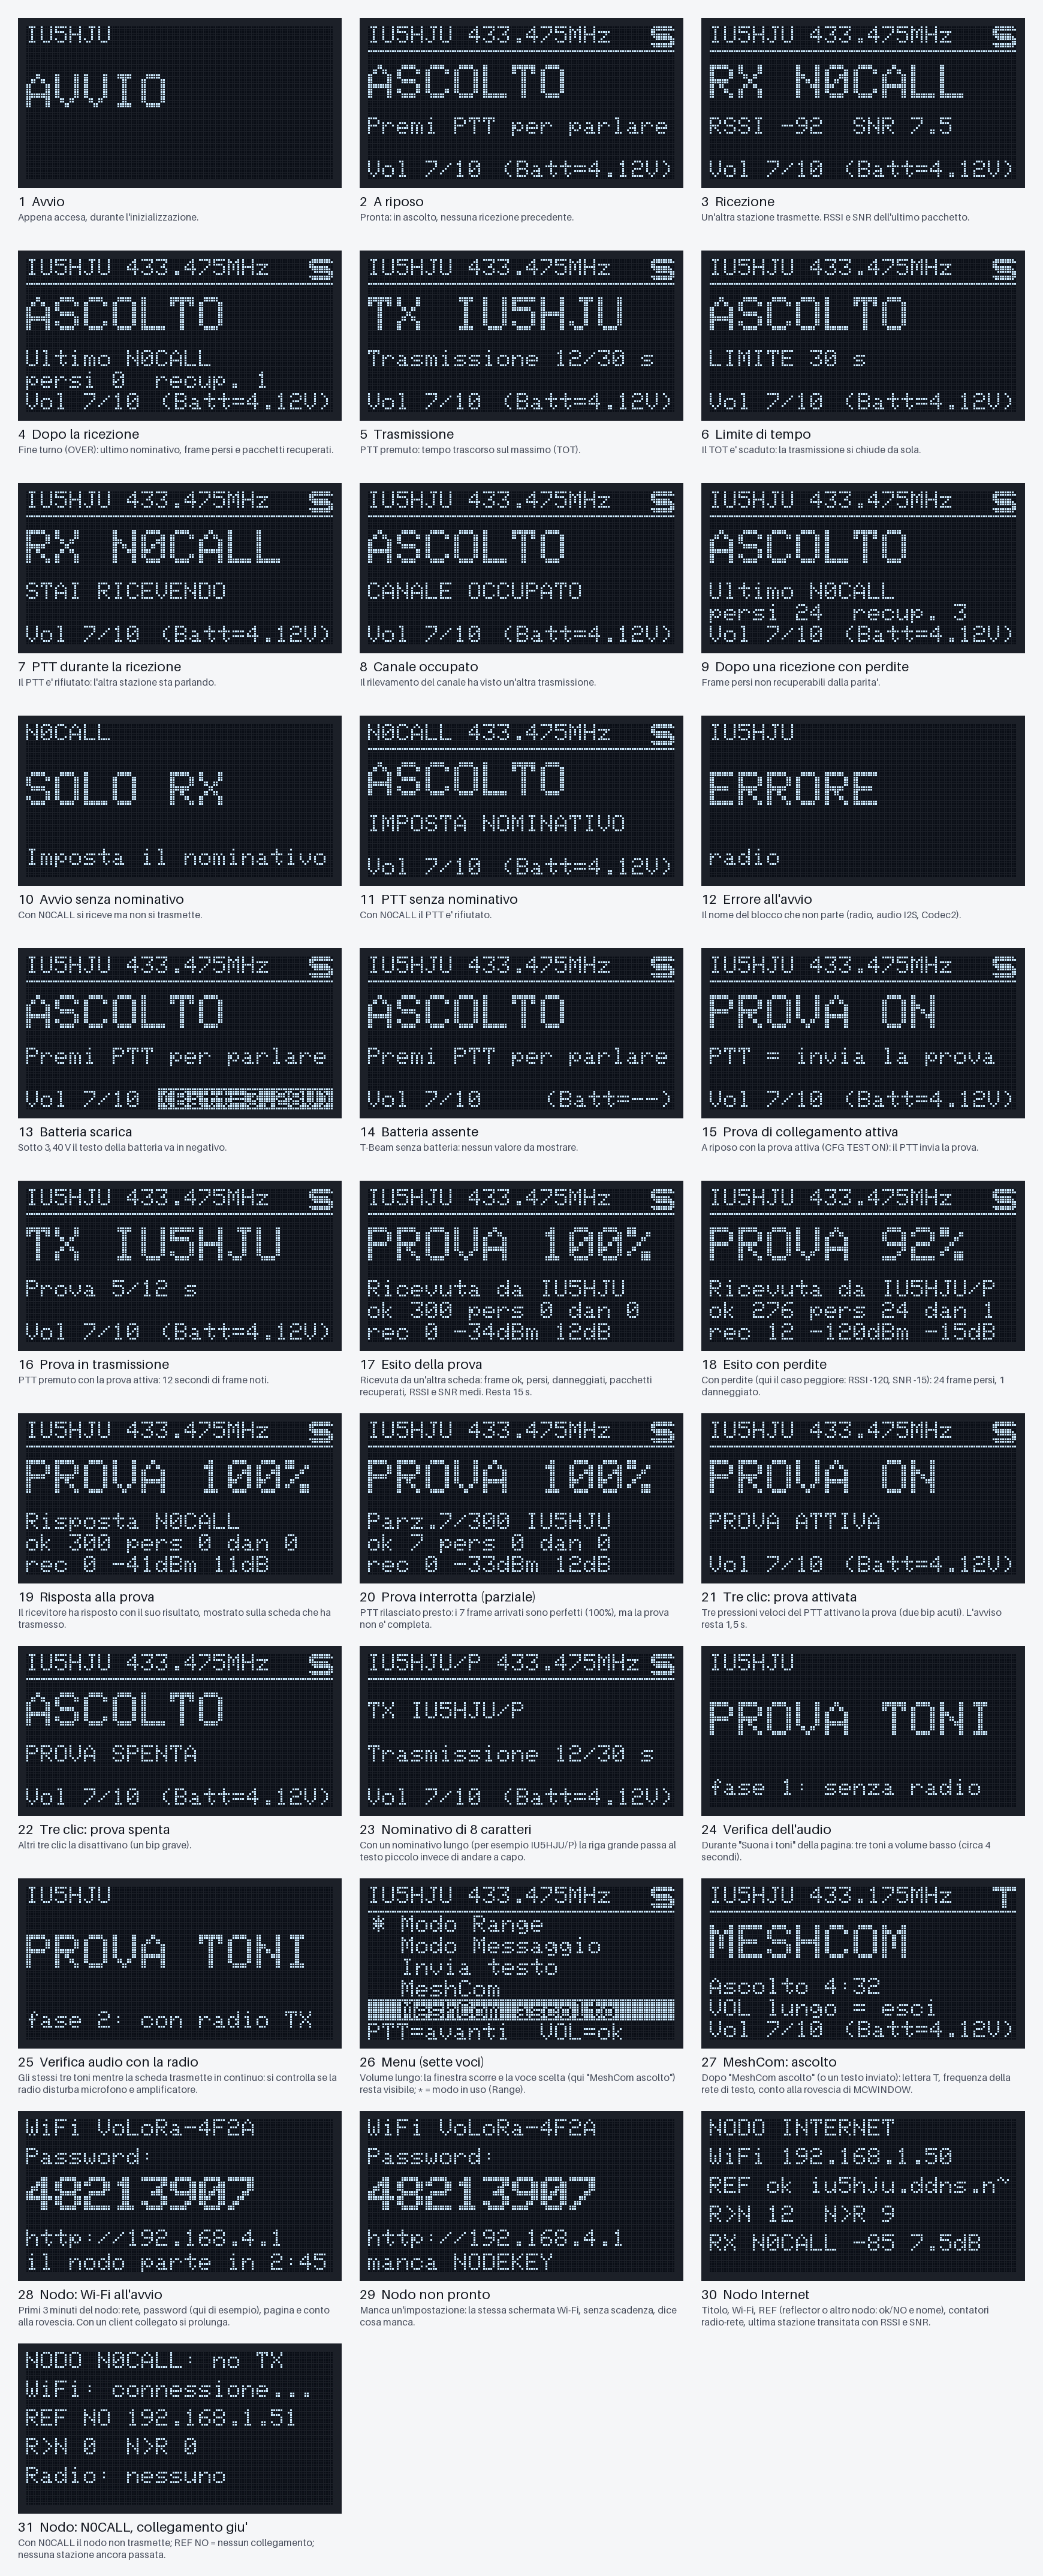 IU5HJU
AVVIO
1 Avvio
Appena accesa, durante l'inizializzazione.
IU5HJU 433.475MHz S
ASCOLTO
Premi PTT per parlare
Vol 7/10 (Batt=4.12V)
2 A riposo
Pronta: in ascolto, nessuna ricezione precedente.
IU5HJU 433.475MHz S
RX N0CALL
RSSI -92 SNR 7.5
Vol 7/10 (Batt=4.12V)
3 Ricezione
Un'altra stazione trasmette. RSSI e SNR dell'ultimo pacchetto.
IU5HJU 433.475MHz S
ASCOLTO
Ultimo N0CALL
persi 0 recup. 1
Vol 7/10 (Batt=4.12V)
4 Dopo la ricezione
Fine turno (OVER): ultimo nominativo, frame persi e pacchetti recuperati.
IU5HJU 433.475MHz S
TX IU5HJU
Trasmissione 12/30 s
Vol 7/10 (Batt=4.12V)
5 Trasmissione
PTT premuto: tempo trascorso sul massimo (TOT).
IU5HJU 433.475MHz S
ASCOLTO
LIMITE 30 s
Vol 7/10 (Batt=4.12V)
6 Limite di tempo
Il TOT e' scaduto: la trasmissione si chiude da sola.
IU5HJU 433.475MHz S
RX N0CALL
STAI RICEVENDO
Vol 7/10 (Batt=4.12V)
7 PTT durante la ricezione
Il PTT e' rifiutato: l'altra stazione sta parlando.
IU5HJU 433.475MHz S
ASCOLTO
CANALE OCCUPATO
Vol 7/10 (Batt=4.12V)
8 Canale occupato
Il rilevamento del canale ha visto un'altra trasmissione.
IU5HJU 433.475MHz S
ASCOLTO
Ultimo N0CALL
persi 24 recup. 3
Vol 7/10 (Batt=4.12V)
9 Dopo una ricezione con perdite
Frame persi non recuperabili dalla parita'.
N0CALL
SOLO RX
Imposta il nominativo
10 Avvio senza nominativo
Con N0CALL si riceve ma non si trasmette.
N0CALL 433.475MHz S
ASCOLTO
IMPOSTA NOMINATIVO
Vol 7/10 (Batt=4.12V)
11 PTT senza nominativo
Con N0CALL il PTT e' rifiutato.
IU5HJU
ERRORE
radio
12 Errore all'avvio
Il nome del blocco che non parte (radio, audio I2S, Codec2).
IU5HJU 433.475MHz S
ASCOLTO
Premi PTT per parlare
Vol 7/10 (Batt=3.28V)
13 Batteria scarica
Sotto 3,40 V il testo della batteria va in negativo.
IU5HJU 433.475MHz S
ASCOLTO
Premi PTT per parlare
Vol 7/10 (Batt=--)
14 Batteria assente
T-Beam senza batteria: nessun valore da mostrare.
IU5HJU 433.475MHz S
PROVA ON
PTT = invia la prova
Vol 7/10 (Batt=4.12V)
15 Prova di collegamento attiva
A riposo con la prova attiva (CFG TEST ON): il PTT invia la prova.
IU5HJU 433.475MHz S
TX IU5HJU
Prova 5/12 s
Vol 7/10 (Batt=4.12V)
16 Prova in trasmissione
PTT premuto con la prova attiva: 12 secondi di frame noti.
IU5HJU 433.475MHz S
PROVA 100%
Ricevuta da IU5HJU
ok 300 pers 0 dan 0
rec 0 -34dBm 12dB
17 Esito della prova
Ricevuta da un'altra scheda: frame ok, persi, danneggiati, pacchetti
recuperati, RSSI e SNR medi. Resta 15 s.
IU5HJU 433.475MHz S
PROVA 92%
Ricevuta da IU5HJU/P
ok 276 pers 24 dan 1
rec 12 -120dBm -15dB
18 Esito con perdite
Con perdite (qui il caso peggiore: RSSI -120, SNR -15): 24 frame persi, 1
danneggiato.
IU5HJU 433.475MHz S
PROVA 100%
Risposta N0CALL
ok 300 pers 0 dan 0
rec 0 -41dBm 11dB
19 Risposta alla prova
Il ricevitore ha risposto con il suo risultato, mostrato sulla scheda che ha
trasmesso.
IU5HJU 433.475MHz S
PROVA 100%
Parz.7/300 IU5HJU
ok 7 pers 0 dan 0
rec 0 -33dBm 12dB
20 Prova interrotta (parziale)
PTT rilasciato presto: i 7 frame arrivati sono perfetti (100%), ma la prova
non e' completa.
IU5HJU 433.475MHz S
PROVA ON
PROVA ATTIVA
Vol 7/10 (Batt=4.12V)
21 Tre clic: prova attivata
Tre pressioni veloci del PTT attivano la prova (due bip acuti). L'avviso
resta 1,5 s.
IU5HJU 433.475MHz S
ASCOLTO
PROVA SPENTA
Vol 7/10 (Batt=4.12V)
22 Tre clic: prova spenta
Altri tre clic la disattivano (un bip grave).
IU5HJU/P 433.475MHz S
TX IU5HJU/P
Trasmissione 12/30 s
Vol 7/10 (Batt=4.12V)
23 Nominativo di 8 caratteri
Con un nominativo lungo (per esempio IU5HJU/P) la riga grande passa al
testo piccolo invece di andare a capo.
IU5HJU
PROVA TONI
fase 1: senza radio
24 Verifica dell'audio
Durante "Suona i toni" della pagina: tre toni a volume basso (circa 4
secondi).
IU5HJU
PROVA TONI
fase 2: con radio TX
25 Verifica audio con la radio
Gli stessi tre toni mentre la scheda trasmette in continuo: si controlla se la
radio disturba microfono e amplificatore.
IU5HJU 433.475MHz S
* Modo Range
Modo Messaggio
Invia testo
MeshCom
MeshCom ascolto
PTT=avanti VOL=ok
26 Menu (sette voci)
Volume lungo: la finestra scorre e la voce scelta (qui "MeshCom ascolto")
resta visibile; * = modo in uso (Range).
IU5HJU 433.175MHz T
MESHCOM
Ascolto 4:32
VOL lungo = esci
Vol 7/10 (Batt=4.12V)
27 MeshCom: ascolto
Dopo "MeshCom ascolto" (o un testo inviato): lettera T, frequenza della
rete di testo, conto alla rovescia di MCWINDOW.
WiFi VoLoRa-4F2A
Password:
48213907
http://192.168.4.1
il nodo parte in 2:45
28 Nodo: Wi-Fi all'avvio
Primi 3 minuti del nodo: rete, password (qui di esempio), pagina e conto
alla rovescia. Con un client collegato si prolunga.
WiFi VoLoRa-4F2A
Password:
48213907
http://192.168.4.1
manca NODEKEY
29 Nodo non pronto
Manca un'impostazione: la stessa schermata Wi-Fi, senza scadenza, dice
cosa manca.
NODO INTERNET
WiFi 192.168.1.50
REF ok iu5hju.ddns.n~
R>N 12 N>R 9
RX N0CALL -85 7.5dB
30 Nodo Internet
Titolo, Wi-Fi, REF (reflector o altro nodo: ok/NO e nome), contatori
radio-rete, ultima stazione transitata con RSSI e SNR.
NODO N0CALL: no TX
WiFi: connessione...
REF NO 192.168.1.51
R>N 0 N>R 0
Radio: nessuno
31 Nodo: N0CALL, collegamento giu'
Con N0CALL il nodo non trasmette; REF NO = nessun collegamento;
nessuna stazione ancora passata.